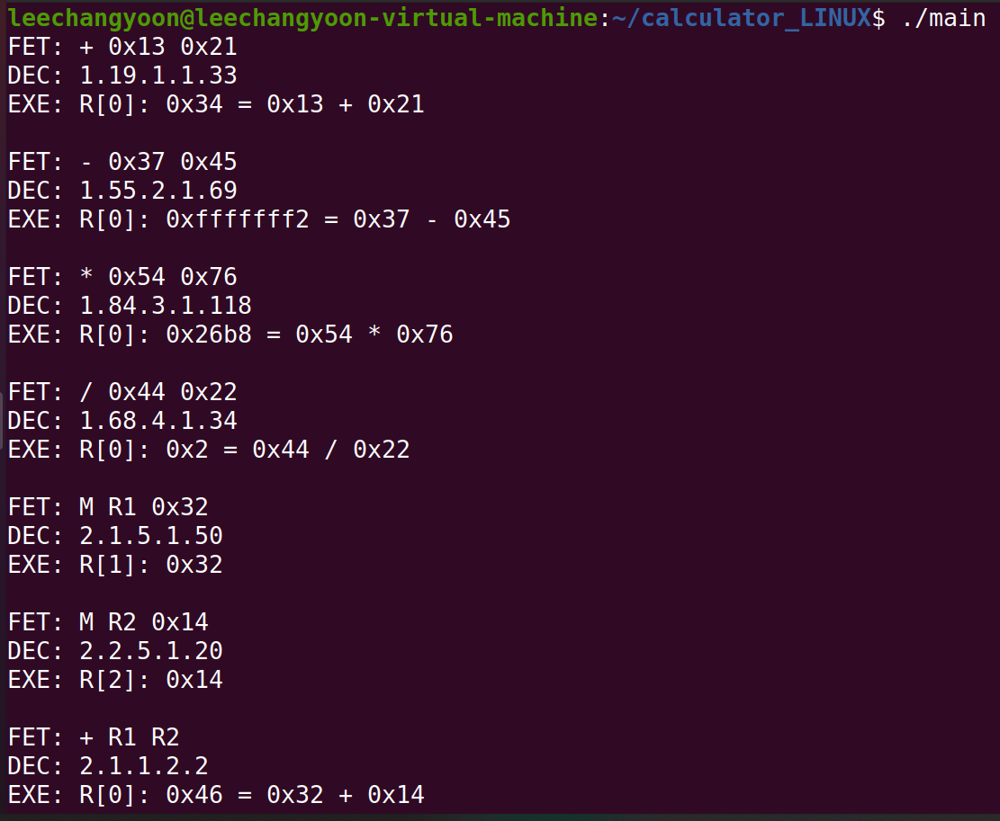 leechangyoon@leechangyoon-virtual-machine:~/calculator_LINUX$ ./main
FET: + 0x13 0x21
DEC: 1.19.1.1.33
EXE: R[0]: 0x34 = 0x13 + 0x21
FET: - 0x37 0x45
DEC: 1.55.2.1.69
EXE: R[0]: 0xfffffff2 = 0x37 - 0x45
FET: * 0x54 0x76
DEC: 1.84.3.1.118
EXE: R[0]: 0x26b8 = 0x54 * 0x76
FET: / 0x44 0x22
DEC: 1.68.4.1.34
EXE: R[0]: 0x2 = 0x44 / 0x22
FET: M R1 0x32
DEC: 2.1.5.1.50
EXE: R[1]: 0x32
FET: M R2 0x14
DEC: 2.2.5.1.20
EXE: R[2]: 0x14
FET: + R1 R2
DEC: 2.1.1.2.2
EXE: R[0]: 0x46 = 0x32 + 0x14